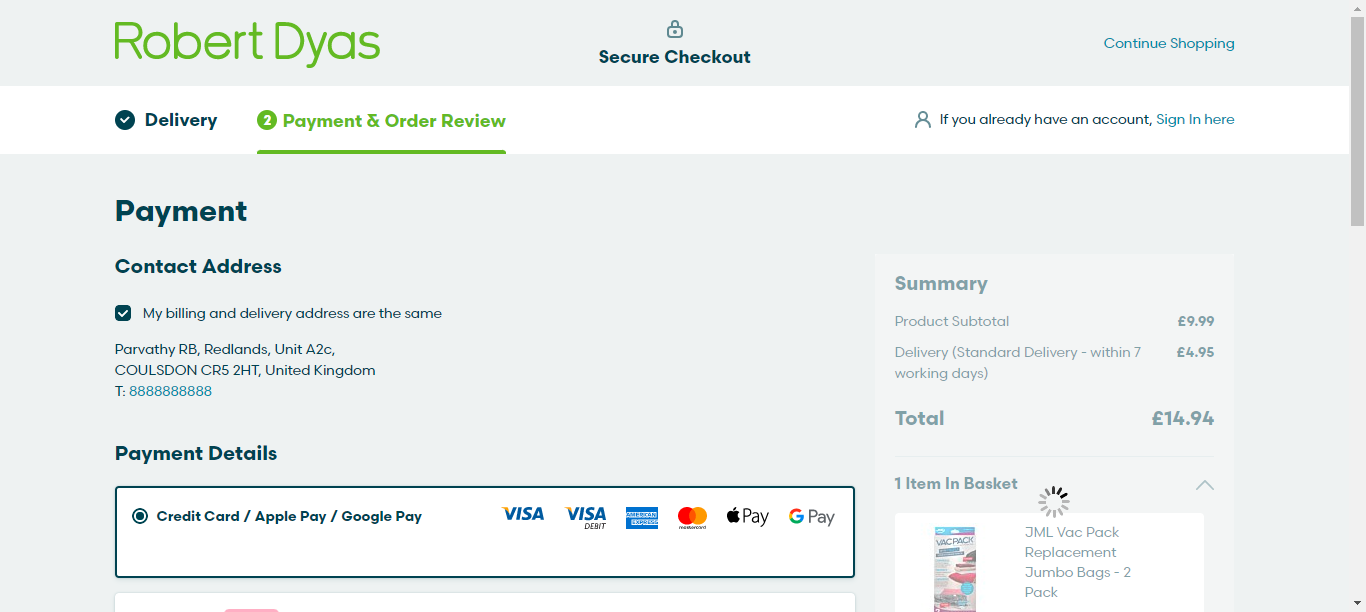 Robert Dyas
Secure Checkout
Continue Shopping
Delivery
2 Payment & Order Review
If you already have an account, Sign In here
Payment
Contact Address
My billing and delivery address are the same
Parvathy RB, Redlands, Unit A2c,
COULSDON CR5 2HT, United Kingdom
T: 8888888888
Payment Details
Credit Card / Apple Pay / Google Pay
VISA
VISA
DEBIT
AMERICAN
EXPRESS
mastercard
Pay
G Pay
Summary
Product Subtotal £9.99
Delivery (Standard Delivery - within 7 £4.95
working days)
Total £14.94
1 Item In Basket
VACPACK
JML Vac Pack
Replacement
Jumbo Bags - 2
Pack